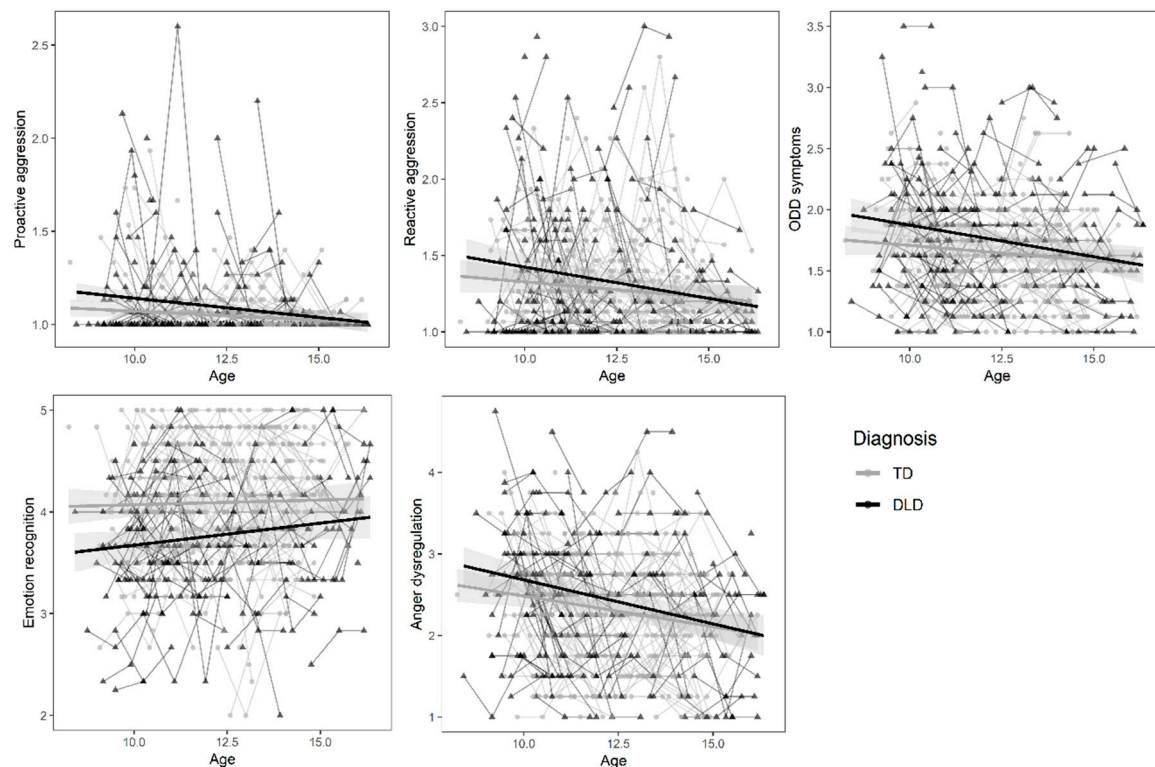 Proactive aggression
2.5
2.0
1.5
1.0
10.0
12.5
15.0
Age
Reactive aggression
3.0
2.5
2.0
1.5
1.0
10.0
12.5
15.0
Age
ODD symptoms
3.5
3.0
2.5
2.0
1.5
1.0
10.0
12.5
15.0
Age
Emotion recognition
5
4
3
2
10.0
12.5
15.0
Age
Anger dysregulation
4
3
2
1
10.0
12.5
15.0
Age
Diagnosis
TD
DLD